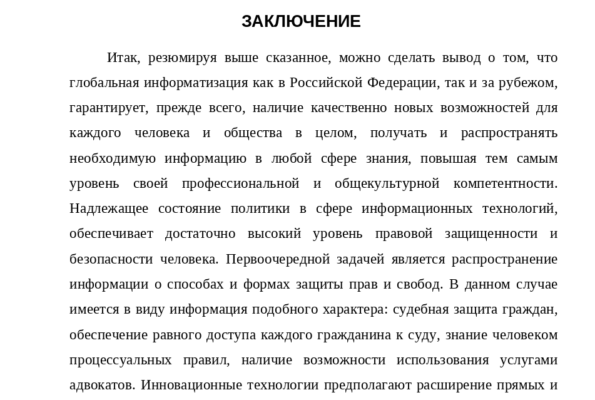 ЗАКЛЮЧЕНИЕ
Итак, резюмируя выше сказанное, можно сделать вывод о том, что
глобальная информатизация как в Российской Федерации, так и за рубежом,
гарантирует, прежде всего, наличие качественно новых возможностей для
каждого человека и общества в целом, получать и распространять
необходимую информацию в любой сфере знания, повышая тем самым
уровень своей профессиональной и общекультурной компетентности.
Надлежащее состояние политики в сфере информационных технологий,
обеспечивает достаточно высокий уровень правовой защищенности и
безопасности человека. Первоочередной задачей является распространение
информации о способах и формах защиты прав и свобод. В данном случае
имеется в виду информация подобного характера: судебная защита граждан,
обеспечение равного доступа каждого гражданина к суду, знание человеком
процессуальных правил, наличие возможности использования услугами
адвокатов. Инновационные технологии предполагают расширение прямых и